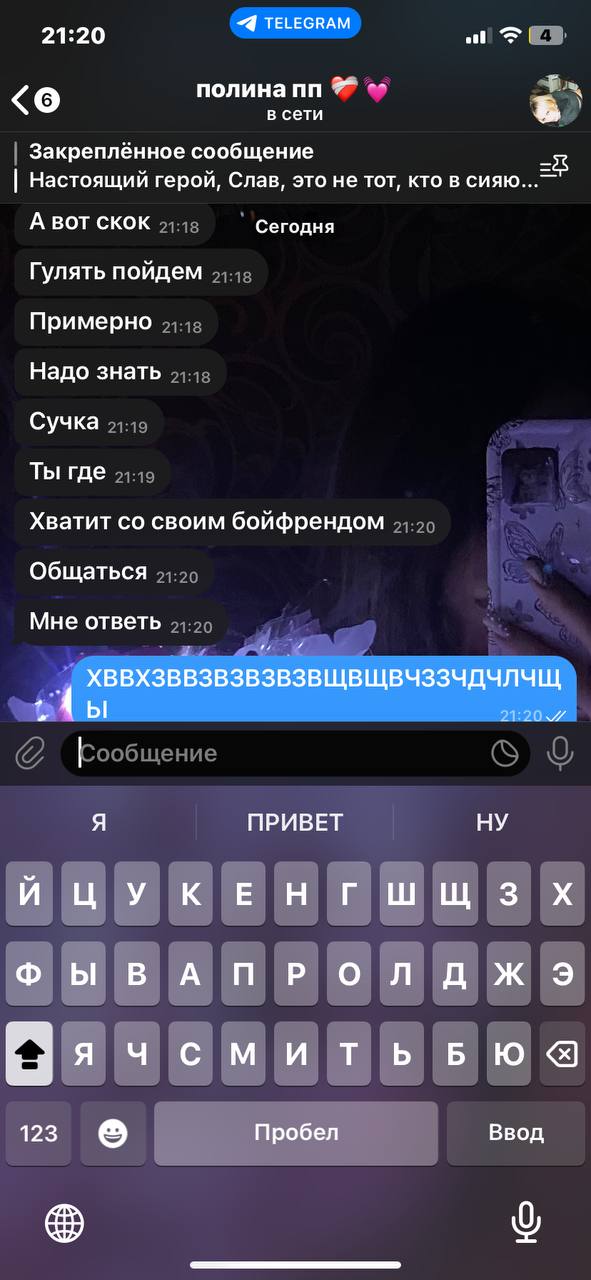 21:20
TELEGRAM
4
6
полина пп ❤️‍🩹💓
в сети
Закреплённое сообщение
Настоящий герой, Слав, это не тот, кто в сияю...
А вот скок 21:18
Сегодня
Гулять пойдем 21:18
Примерно 21:18
Надо знать 21:18
Сучка 21:19
Ты где 21:19
Хватит со своим бойфрендом 21:20
Общаться 21:20
Мне ответь 21:20
ХВВХЗВВЗВЗВЗВЗВЩВЩВЧЗЗЧДЧЛЧЩ
Ы
21:20
Сообщение
Я ПРИВЕТ НУ
Й Ц У К Е Н Г Ш Щ З Х
Ф Ы В А П Р О Л Д Ж Э
Я Ч С М И Т Ь Б Ю
123 Пробел Ввод